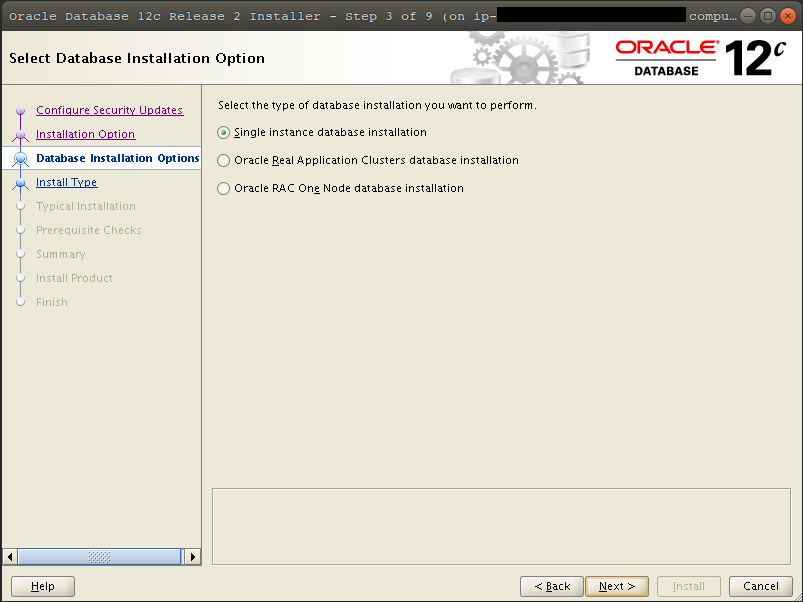 Oracle Database 12c Release 2 Installer - Step 3 of 9 (on ip- compu...
Select Database Installation Option
ORACLE®
DATABASE
12c
Configure Security Updates
Installation Option
Database Installation Options
Install Type
Typical Installation
Prerequisite Checks
Summary
Install Product
Finish
Select the type of database installation you want to perform.
Single instance database installation
Oracle Real Application Clusters database installation
Oracle RAC One Node database installation
Help
< Back
Next >
Install
Cancel